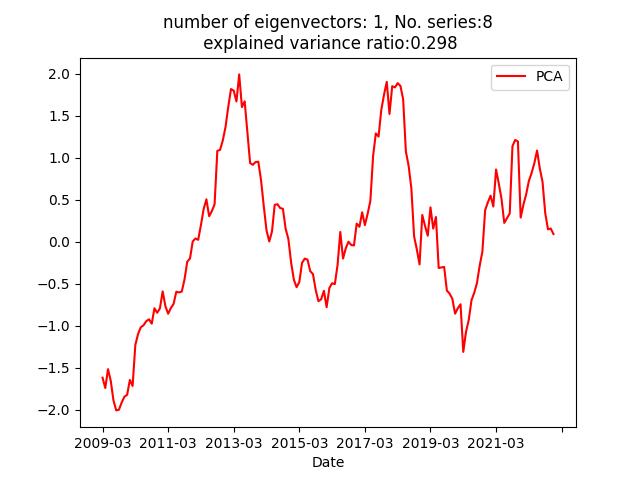 number of eigenvectors: 1, No. series:8
explained variance ratio:0.298
PCA
2.0
1.5
1.0
0.5
0.0
−0.5
−1.0
−1.5
−2.0
2009-03 2011-03 2013-03 2015-03 2017-03 2019-03 2021-03
Date